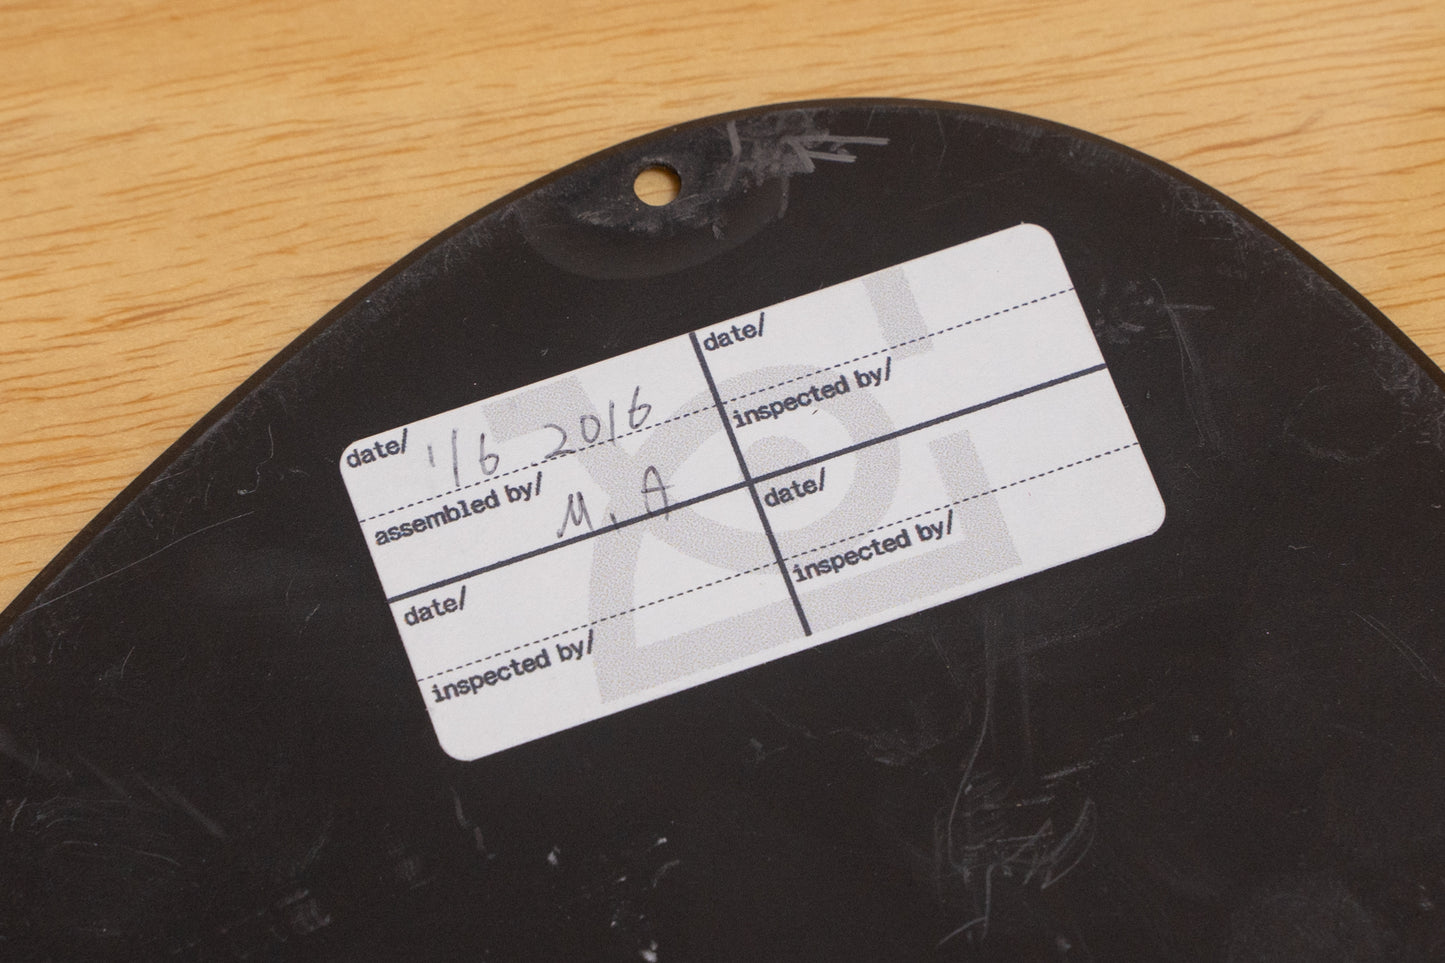 date/ 1/6 2016
assembled by/ M. A
date/
inspected by/
date/
inspected by/
date/
inspected by/